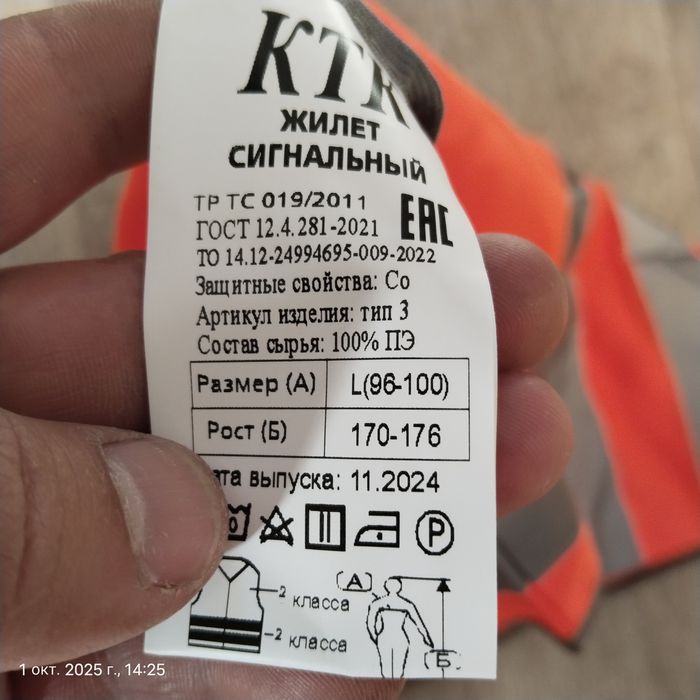 КТК
ЖИЛЕТ
СИГНАЛЬНЫЙ
ТР ТС 019/2011
ГОСТ 12.4.281-2021
ЕАС
ТО 14.12-24994695-009-2022
Защитные свойства: Со
Артикул изделия: тип 3
Состав сырья: 100% ПЭ
Размер (А) L(96-100)
Рост (Б) 170-176
выпуска: 11.2024
P
(А)
2 класса
2 класса
(Б)
1 окт. 2025 г., 14:25